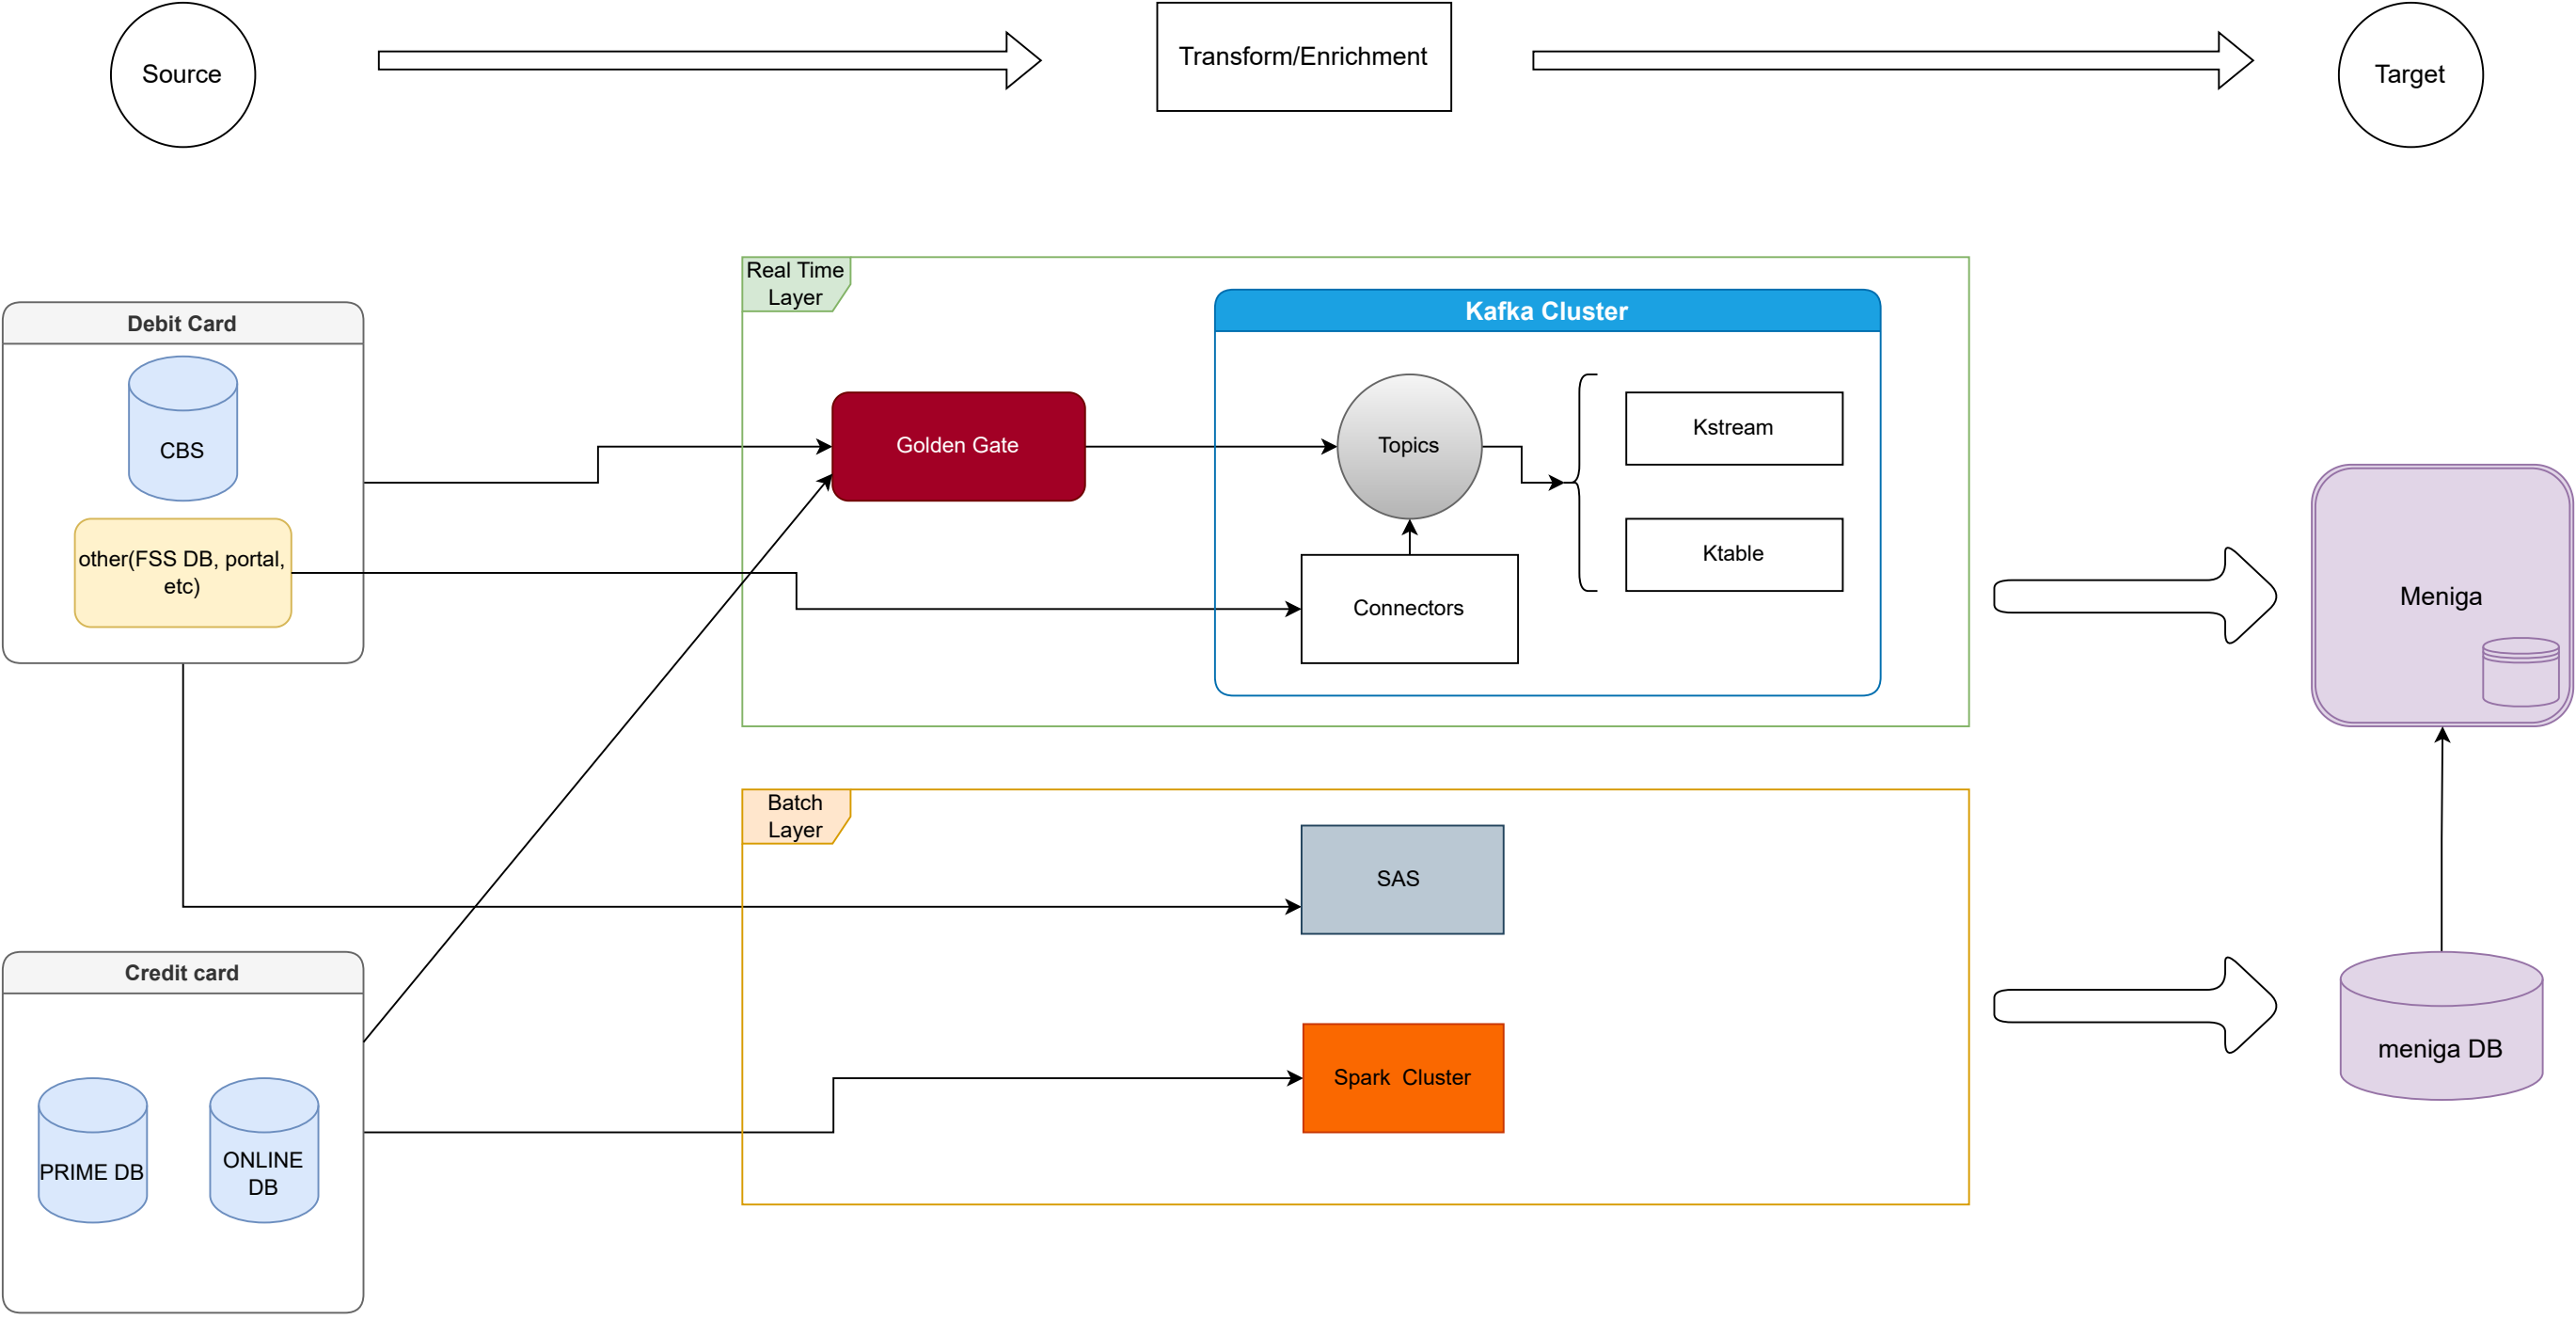 Source
Transform/Enrichment
Target
Real Time
Layer
Kafka Cluster
Debit Card
CBS
other(FSS DB, portal,
etc)
Golden Gate
Topics
Kstream
Ktable
Connectors
Meniga
Batch
Layer
SAS
Spark  Cluster
Credit card
PRIME DB
ONLINE
DB
meniga DB